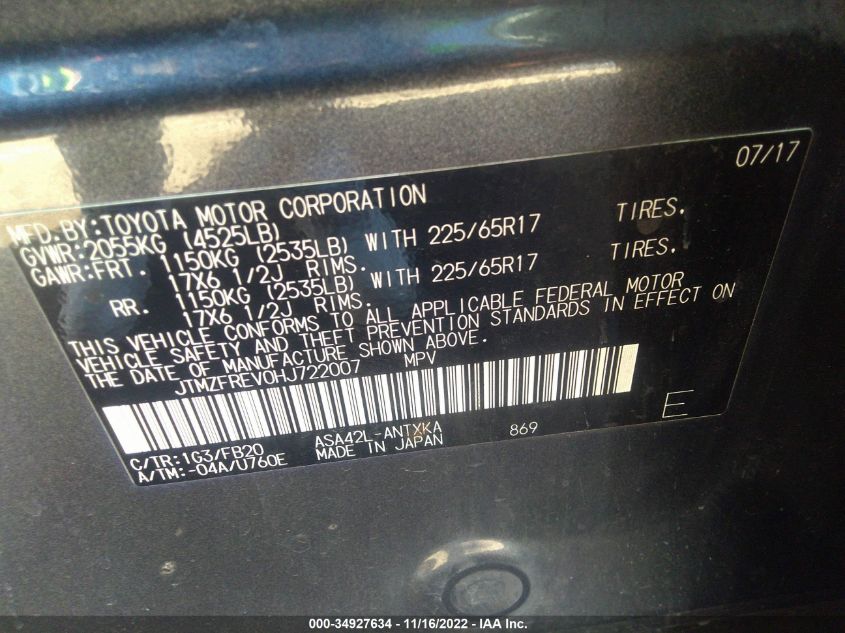 07/17
MFD.BY:TOYOTA MOTOR CORPORATION
GVWR:2055KG (4525LB)
GAWR:FRT. 1150KG (2535LB) WITH 225/65R17 TIRES.
17X6 1/2J RIMS.
RR. 1150KG (2535LB) WITH 225/65R17 TIRES.
17X6 1/2J RIMS.
THIS VEHICLE CONFORMS TO ALL APPLICABLE FEDERAL MOTOR
VEHICLE SAFETY AND THEFT PREVENTION STANDARDS IN EFFECT ON
THE DATE OF MANUFACTURE SHOWN ABOVE.
JTMZFREV0HJ722007 MPV
C/TR:1G3/FB20 ASA42L-ANTXKA 869 E
A/TM:-04A/U760E MADE IN JAPAN
000-34927634 - 11/16/2022 - IAA Inc.